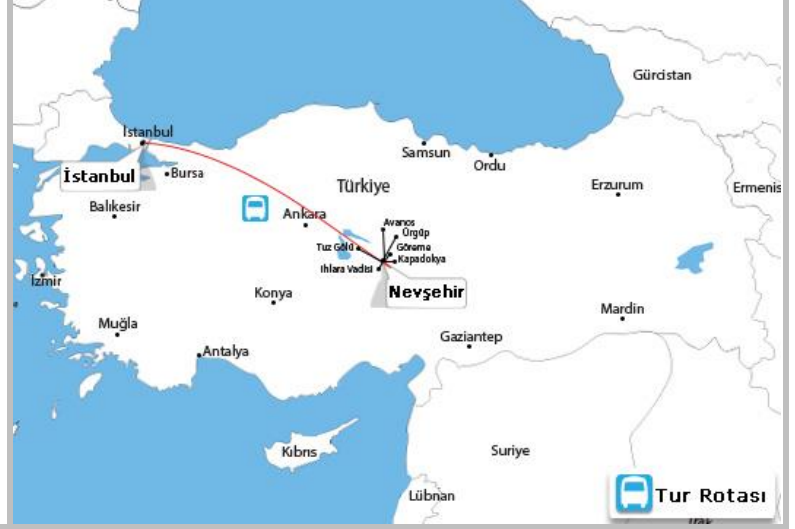 Gürcistan
İstanbul
Samsun
Ordu
İstanbul
Bursa
Türkiye
Erzurum
Ermenis
Balıkesir
Ankara
Avanos
Ürgüp
Tuz Gölü
Göreme
Kapadokya
Ihlara Vadisi
İzmir
Konya
Nevşehir
Mardin
Muğla
Gaziantep
Antalya
Kıbrıs
Suriye
Lübnan
Tur Rotası
Irak